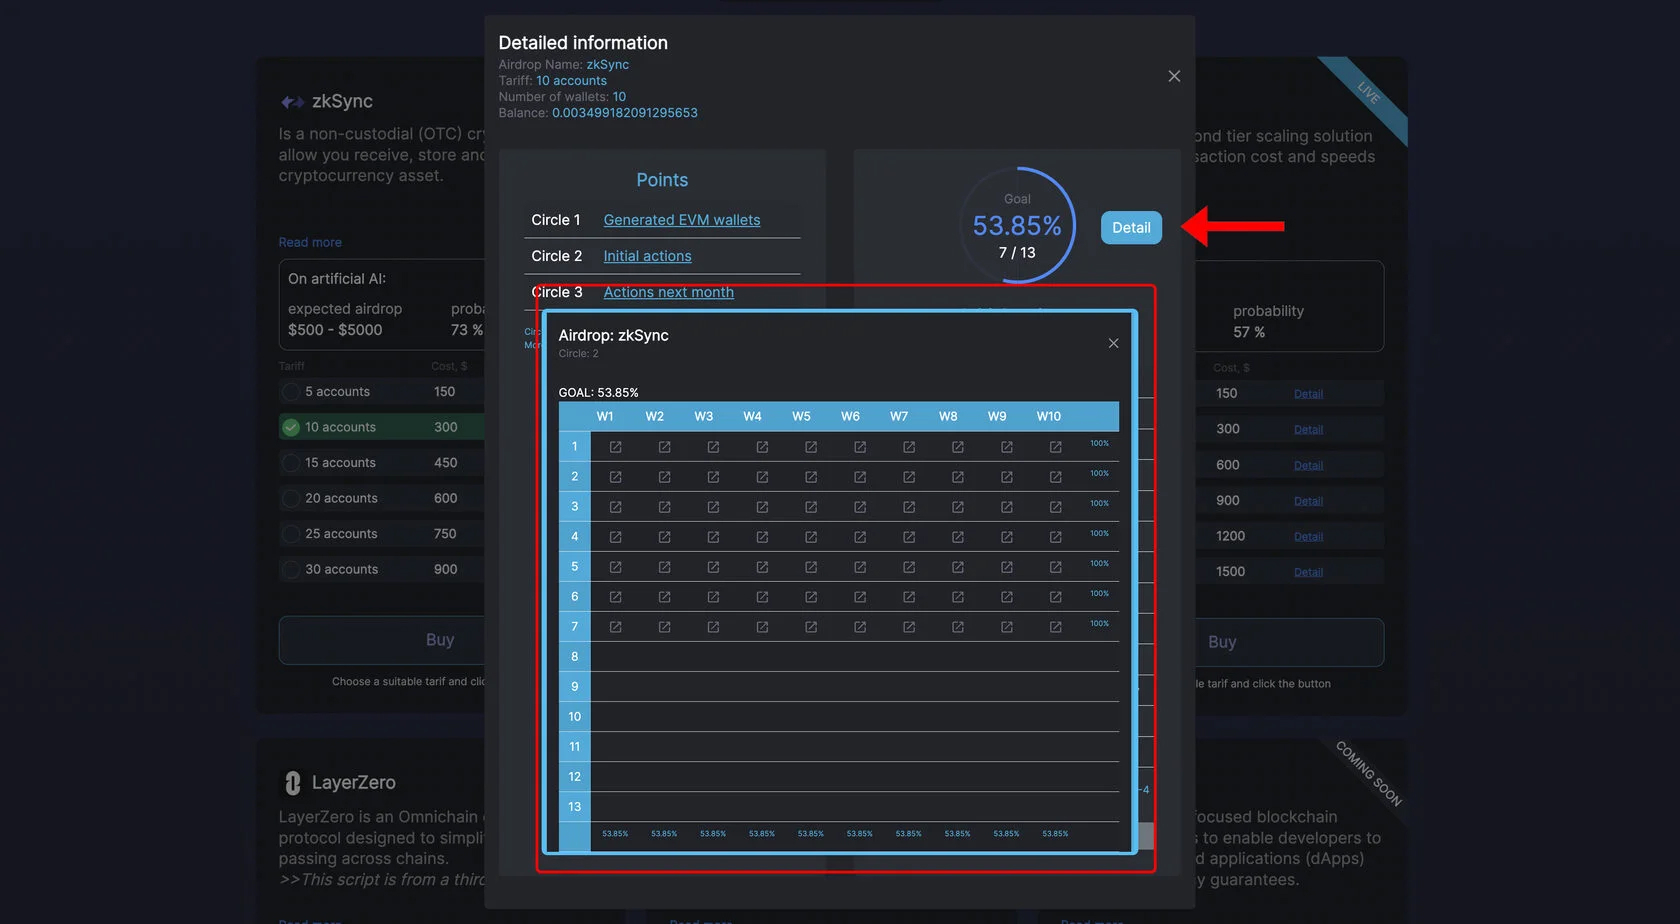 Detailed information
Airdrop Name: zkSync
Tariff: 10 accounts
Number of wallets: 10
Balance: 0.003499182091295653
zkSync
Is a non-custodial (OTC)
allow you receive, store and
cryptocurrency asset.
Read more
On artificial AI:
expected airdrop
$500 - $5000 73 %
Tariff Cost, $
5 accounts 150
10 accounts 300
15 accounts 450
20 accounts 600
25 accounts 750
30 accounts 900
Buy
Choose a suitable tarif and
Points
Circle 1 Generated EVM wallets
Circle 2 Initial actions
Circle 3 Actions next month
Goal
53.85%
7 / 13
Detail
Airdrop: zkSync
Circle: 2
GOAL: 53.85%
W1 W2 W3 W4 W5 W6 W7 W8 W9 W10
1 100%
2 100%
3 100%
4 100%
5 100%
6 100%
7 100%
8
9
10
11
12
13
53.85% 53.85% 53.85% 53.85% 53.85% 53.85% 53.85% 53.85% 53.85% 53.85%
LIVE
tier scaling solution
cost and speeds
probability
57 %
Cost, $
150 Detail
300 Detail
600 Detail
900 Detail
1200 Detail
1500 Detail
Buy
tarif and click the button
LayerZero
LayerZero is an Omnichain
protocol designed to
passing across chains.
>>This script is from a
Read more
Read more
Read more
COMING SOON
blockchain
to enable developers to
applications (dApps)
guarantees.